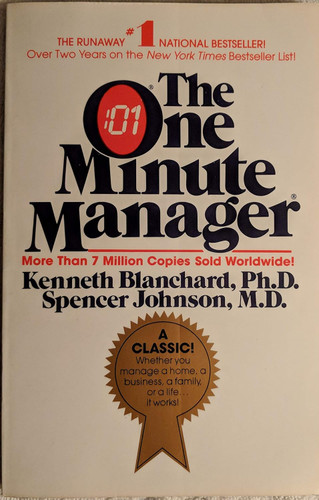 THE RUNAWAY #1 NATIONAL BESTSELLER!
Over Two Years on the New York Times Bestseller List!
The
:01
One
Minute
Manager®
More Than 7 Million Copies Sold Worldwide!
Kenneth Blanchard, Ph.D.
Spencer Johnson, M.D.
A
CLASSIC!
Whether you
manage a home, a
business, a family,
or a life...
it works!